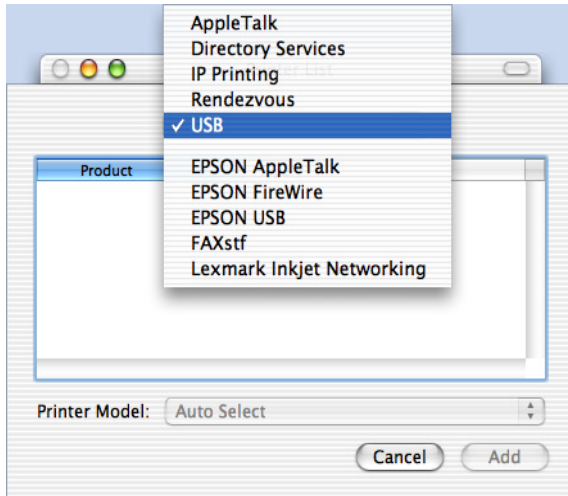 AppleTalk
Directory Services
IP Printing
Rendezvous
✓ USB
EPSON AppleTalk
EPSON FireWire
EPSON USB
FAXstf
Lexmark Inkjet Networking
Product
Printer Model: Auto Select
Cancel Add